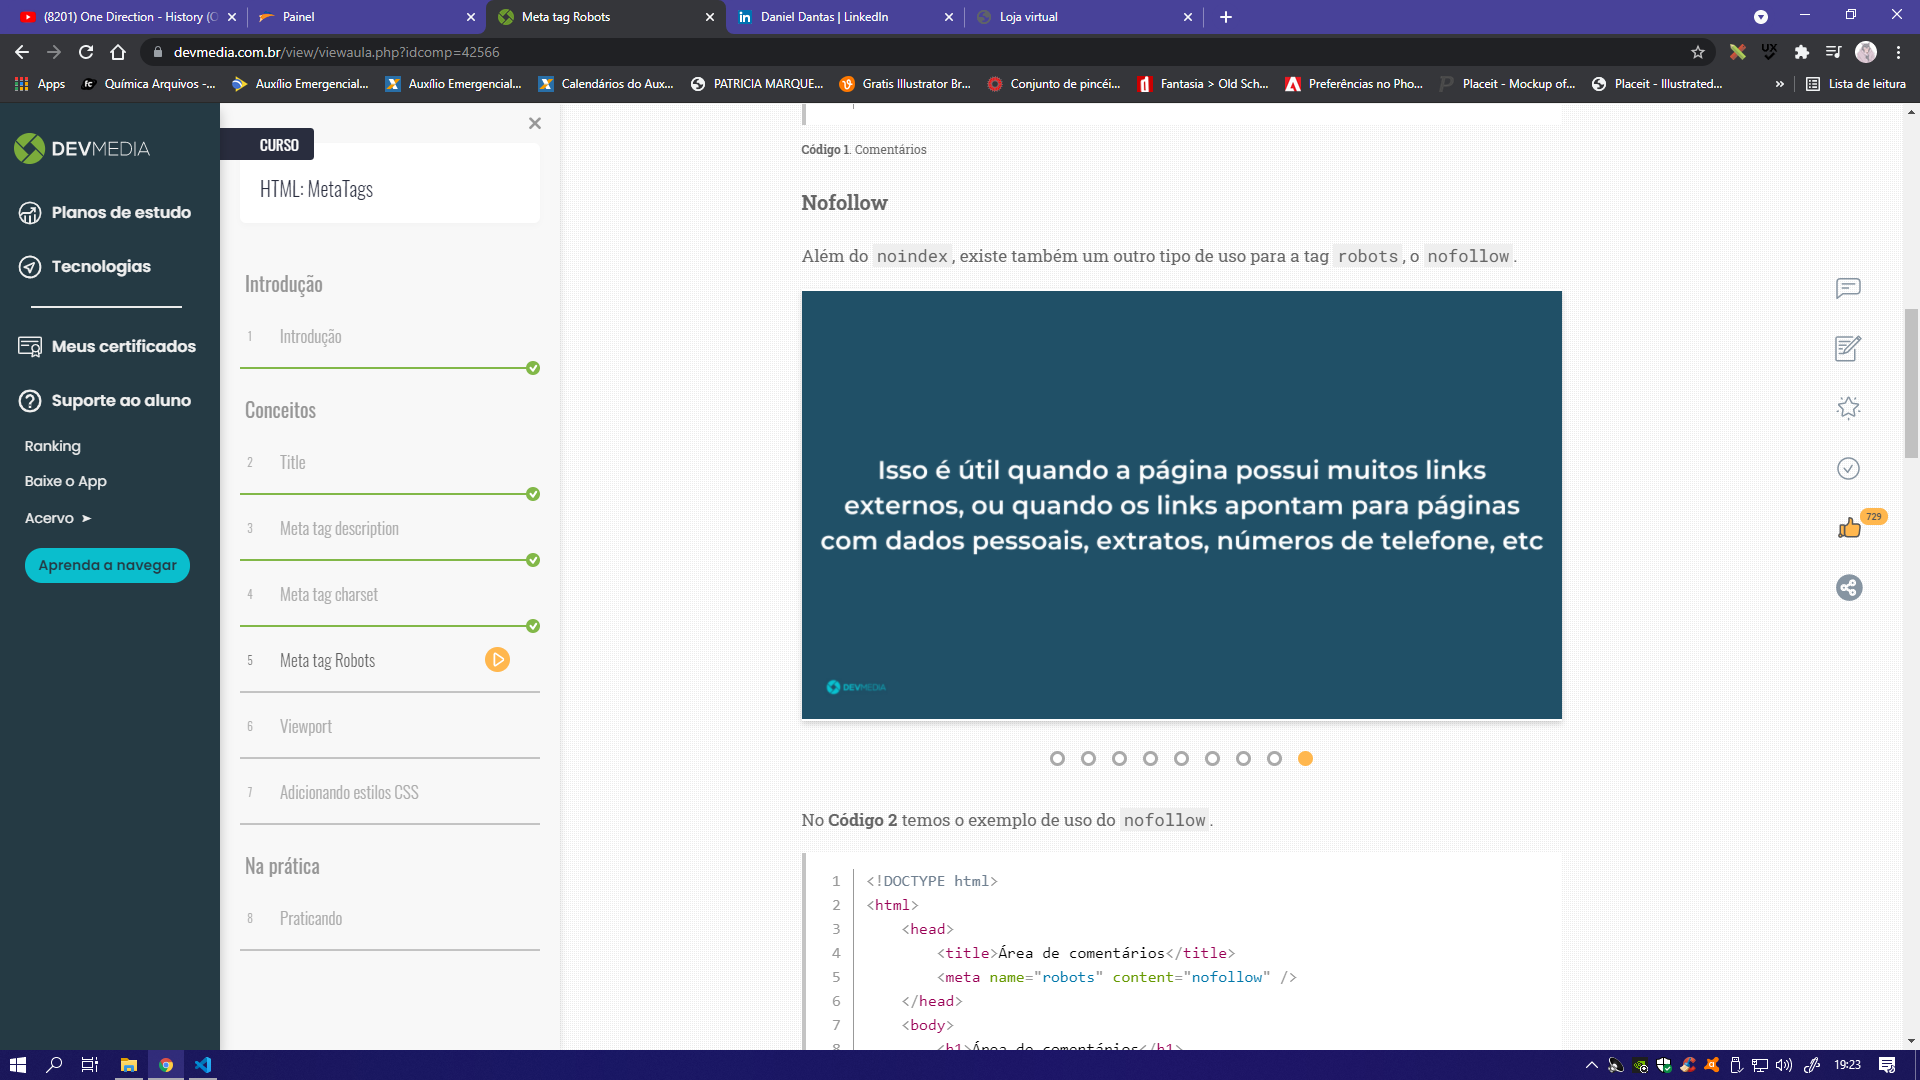 (8201) One Direction - History (O
Painel
Meta tag Robots
Daniel Dantas | LinkedIn
Loja virtual
devmedia.com.br/view/viewaula.php?idcomp=42566
Apps
Química Arquivos -...
Auxílio Emergencial...
Auxílio Emergencial...
Calendários do Aux...
PATRICIA MARQUE...
Gratis Illustrator Br...
Conjunto de pincéi...
Fantasia > Old Sch...
Preferências no Pho...
Placeit - Mockup of...
Placeit - Illustrated...
»
Lista de leitura
DEVMEDIA
Planos de estudo
Tecnologias
Meus certificados
Suporte ao aluno
Ranking
Baixe o App
Acervo ➤
Aprenda a navegar
CURSO
HTML: MetaTags
Introdução
1 Introdução
Conceitos
2 Title
3 Meta tag description
4 Meta tag charset
5 Meta tag Robots
6 Viewport
7 Adicionando estilos CSS
Na prática
8 Praticando
Código 1. Comentários
Nofollow
Além do noindex, existe também um outro tipo de uso para a tag robots, o nofollow.
Isso é útil quando a página possui muitos links
externos, ou quando os links apontam para páginas
com dados pessoais, extratos, números de telefone, etc
DEVMEDIA
No Código 2 temos o exemplo de uso do nofollow.
1 <!DOCTYPE html>
2 <html>
3 <head>
4 <title>Área de comentários</title>
5 <meta name="robots" content="nofollow" />
6 </head>
7 <body>
8 <h1>Área de comentários</h1>
729
19:23